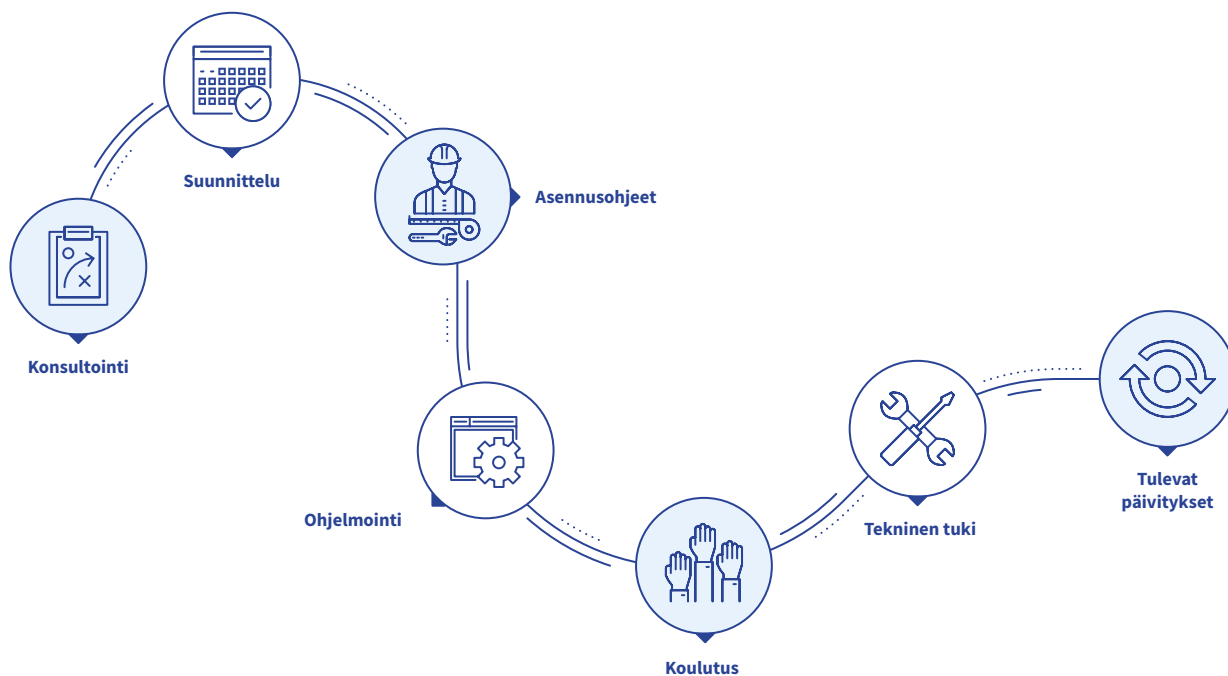 Konsultointi
Suunnittelu
Asennusohjeet
Ohjelmointi
Koulutus
Tekninen tuki
Tulevat
päivitykset